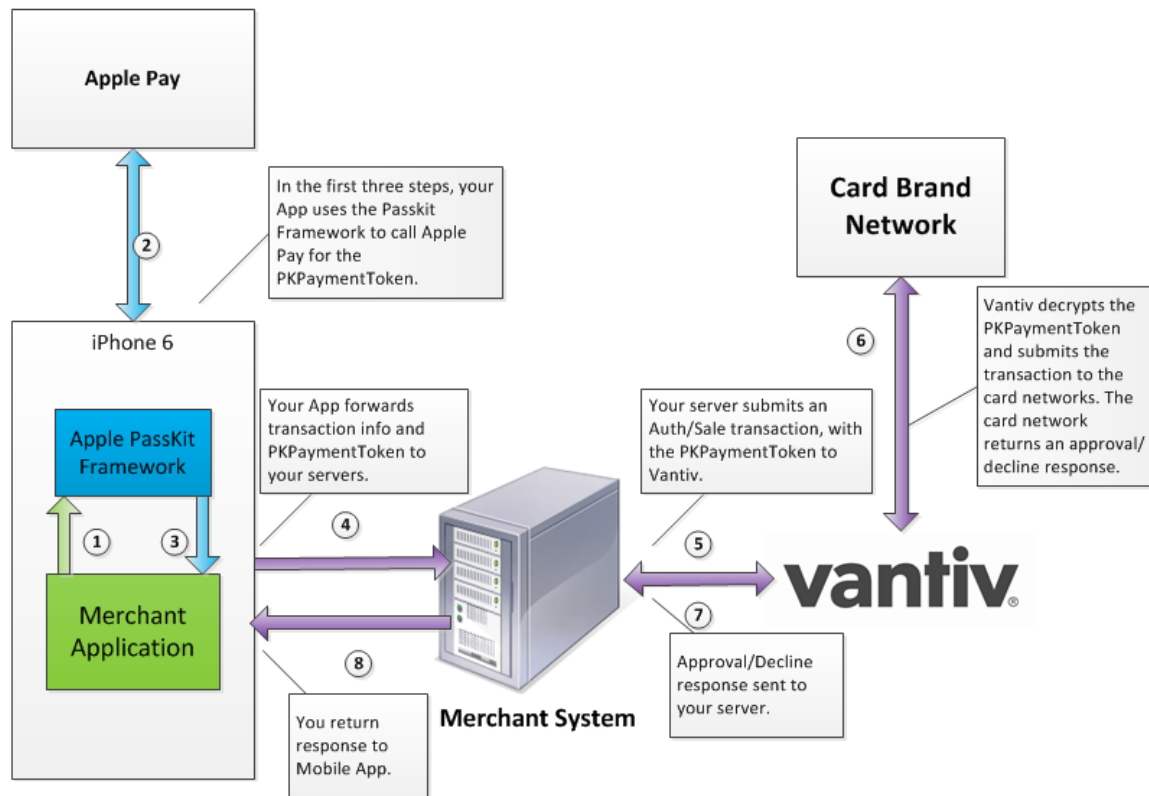 Apple Pay
2
In the first three steps, your
App uses the Passkit
Framework to call Apple
Pay for the
PKPaymentToken.
Card Brand
Network
iPhone 6
Apple PassKit
Framework
1
3
Merchant
Application
Your App forwards
transaction info and
PKPaymentToken to
your servers.
4
8
You return
response to
Mobile App.
Merchant System
Your server submits an
Auth/Sale transaction, with
the PKPaymentToken to
Vantiv.
5
7
Approval/Decline
response sent to
your server.
6
Vantiv decrypts the
PKPaymentToken
and submits the
transaction to the
card networks. The
card network
returns an approval/
decline response.
vantiv®